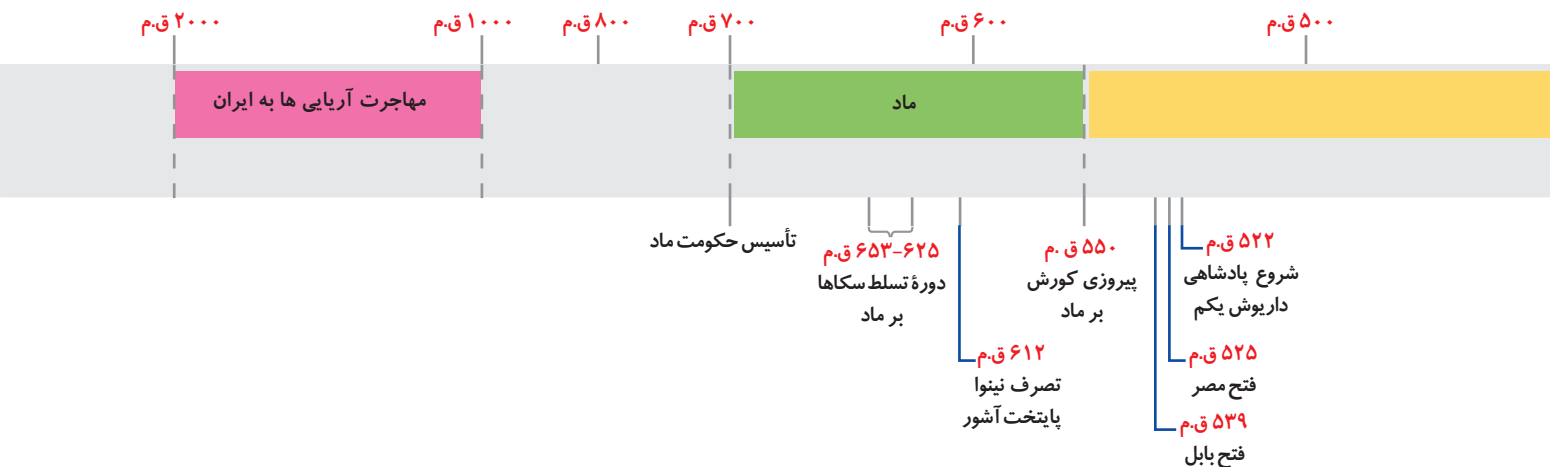 ۲۰۰۰ ق.م
۱۰۰۰ ق.م
۸۰۰ ق.م
۷۰۰ ق.م
۶۰۰ ق.م
۵۰۰ ق.م
مهاجرت آریایی ها به ایران
ماد
تأسیس حکومت ماد
۶۵۳-۶۲۵ ق.م
دورهٔ تسلط سکاها
بر ماد
۶۱۲ ق.م
تصرف نینوا
پایتخت آشور
۵۵۰ ق .م
پیروزی کورش
بر ماد
۵۳۹ ق.م
فتح بابل
۵۲۵ ق.م
فتح مصر
۵۲۲ ق.م
شروع پادشاهی
داریوش یکم